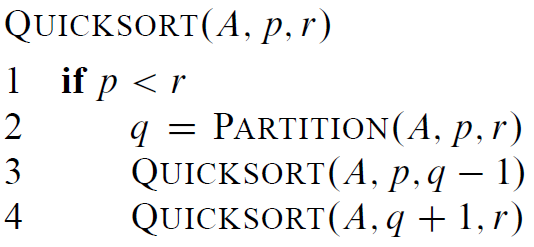 QUICKSORT(A, p, r)
1 if p < r
2 q = PARTITION(A, p, r)
3 QUICKSORT(A, p, q − 1)
4 QUICKSORT(A, q + 1, r)